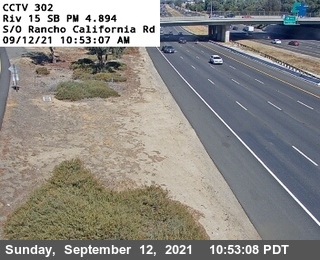 CCTV 302
Riv 15 SB PM 4.894
S/O Rancho California Rd
09/12/21 10:53:07 AM
Sunday, September 12, 2021 10:53:08 PDT